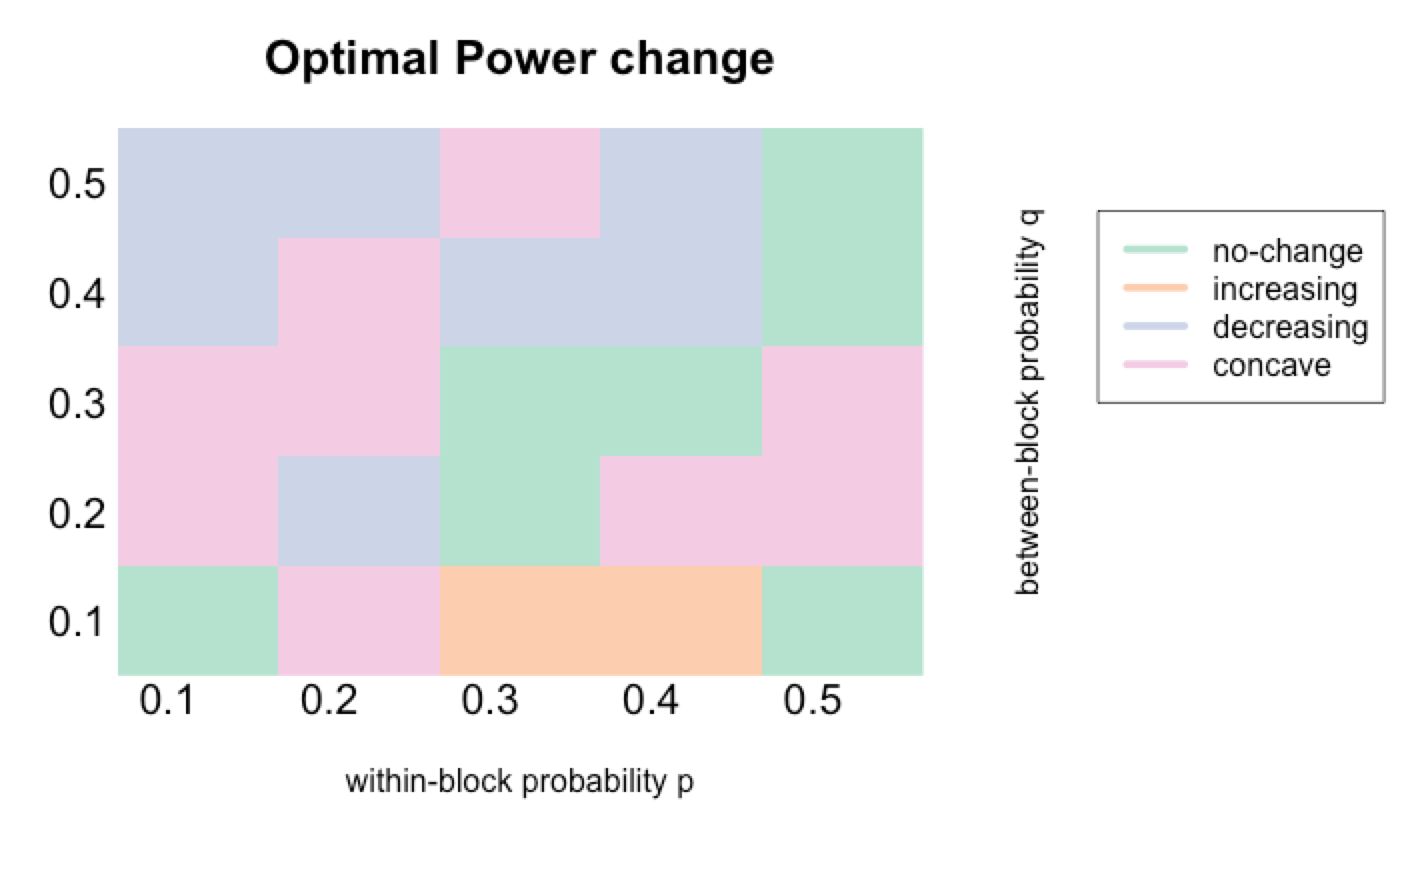 Optimal Power change
0.5
0.4
0.3
0.2
0.1
0.1 0.2 0.3 0.4 0.5
within-block probability p
between-block probability q
no-change
increasing
decreasing
concave